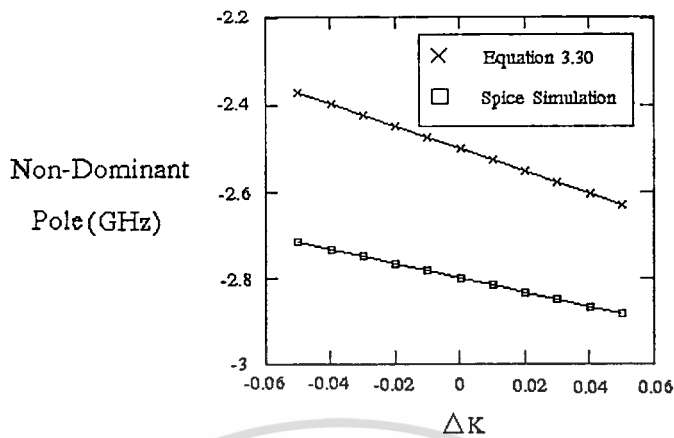 -2.2
Equation 3.30
Spice Simulation
-2.4
Non-Dominant
Pole(GHz)
-2.6
-2.8
-3
-0.06 -0.04 -0.02 0 0.02 0.04 0.06
ΔK